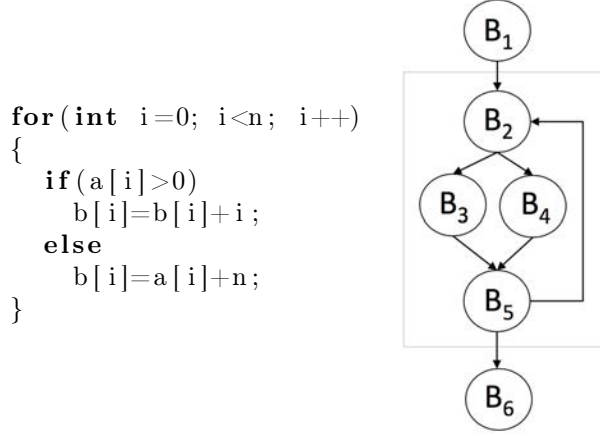 for(int i=0; i<n; i++)
{
if(a[i]>0)
b[i]=b[i]+i;
else
b[i]=a[i]+n;
}
B₁
B₂
B₃ B₄
B₅
B₆